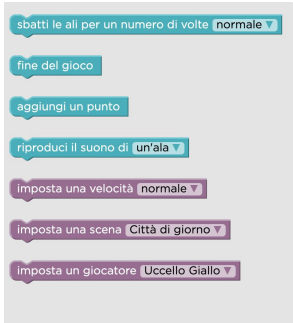 sbatti le ali per un numero di volte normale ▼
fine del gioco
aggiungi un punto
riproduci il suono di un'ala ▼
imposta una velocità normale ▼
imposta una scena Città di giorno ▼
imposta un giocatore Uccello Giallo ▼